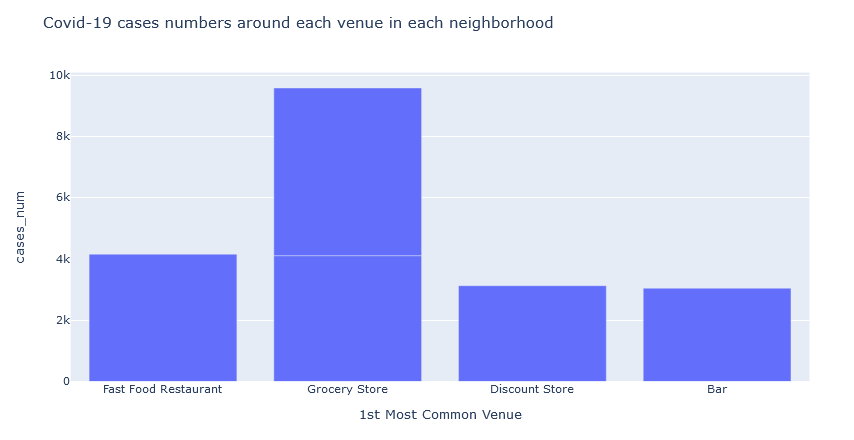 Covid-19 cases numbers around each venue in each neighborhood
10k
8k
6k
4k
2k
0
cases_num
Fast Food Restaurant
Grocery Store
Discount Store
Bar
1st Most Common Venue